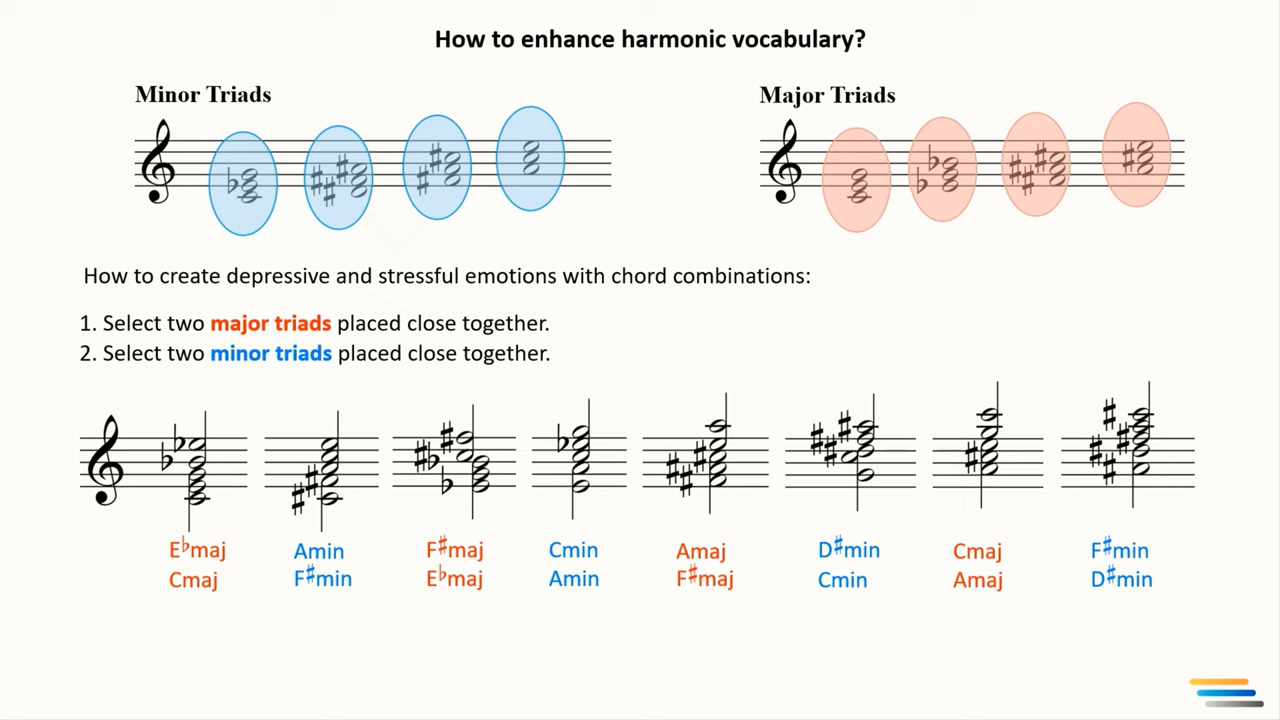 How to enhance harmonic vocabulary?
Minor Triads
Major Triads
How to create depressive and stressful emotions with chord combinations:
1. Select two major triads placed close together.
2. Select two minor triads placed close together.
E♭maj Amin F♯maj Cmin Amaj D♯min Cmaj F♯min
Cmaj F♯min E♭maj Amin F♯maj Cmin Amaj D♯min